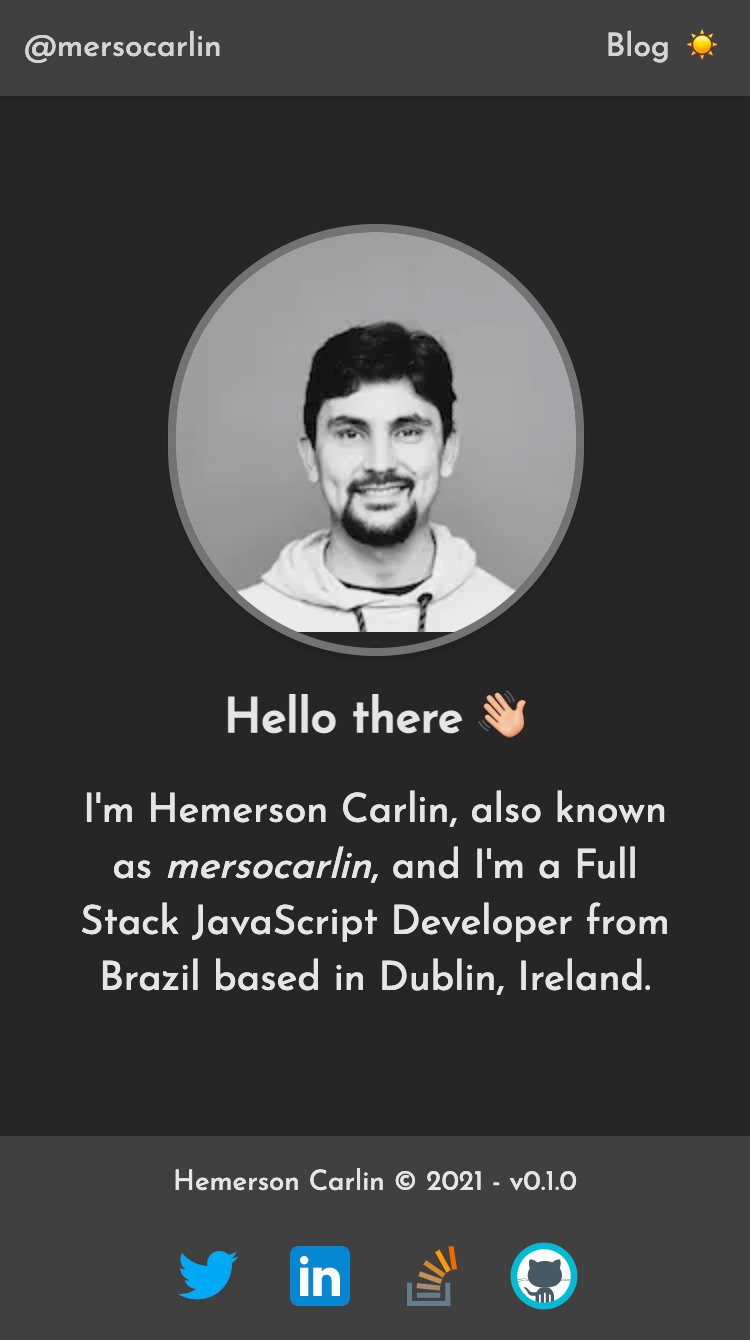 @mersocarlin
Blog ☀️
Hello there 👋🏼
I'm Hemerson Carlin, also known
as mersocarlin, and I'm a Full
Stack JavaScript Developer from
Brazil based in Dublin, Ireland.
Hemerson Carlin © 2021 - v0.1.0
in